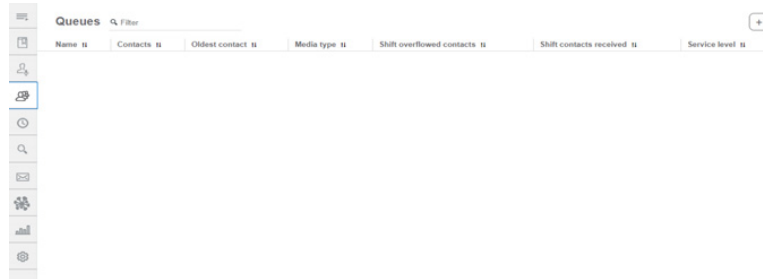 Queues Filter
+
Name Contacts Oldest contact Media type Shift overflowed contacts Shift contacts received Service level